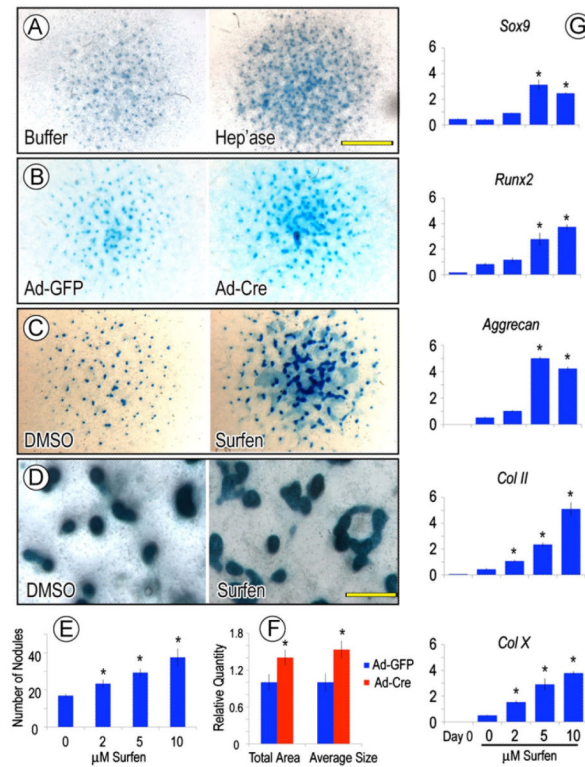 A
Buffer
Hep'ase
B
Ad-GFP
Ad-Cre
C
DMSO
Surfen
D
DMSO
Surfen
E
Number of Nodules
40
20
0
0 2 5 10
* * *
μM Surfen
F
Relative Quantity
1.8
1.2
0.6
0
* *
Total Area Average Size
Ad-GFP
Ad-Cre
G
Sox9
6
4
2
0
* *
Runx2
6
4
2
0
* *
Aggrecan
6
4
2
0
* *
Col II
6
4
2
0
* * *
Col X
6
4
2
0
* * *
Day 0 0 2 5 10
μM Surfen